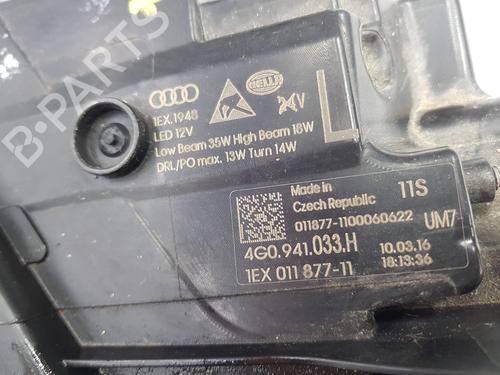 B-PARTS
1EX.1948
LED 12V
Low Beam 35W High Beam 18W
DRL/PO max. 13W Turn 14W
HELLA
L
Made in
Czech Republic
11S
011877-1100060622
UM7
4G0.941.033.H
1EX 011 877-11
10.03.16
18:13:36